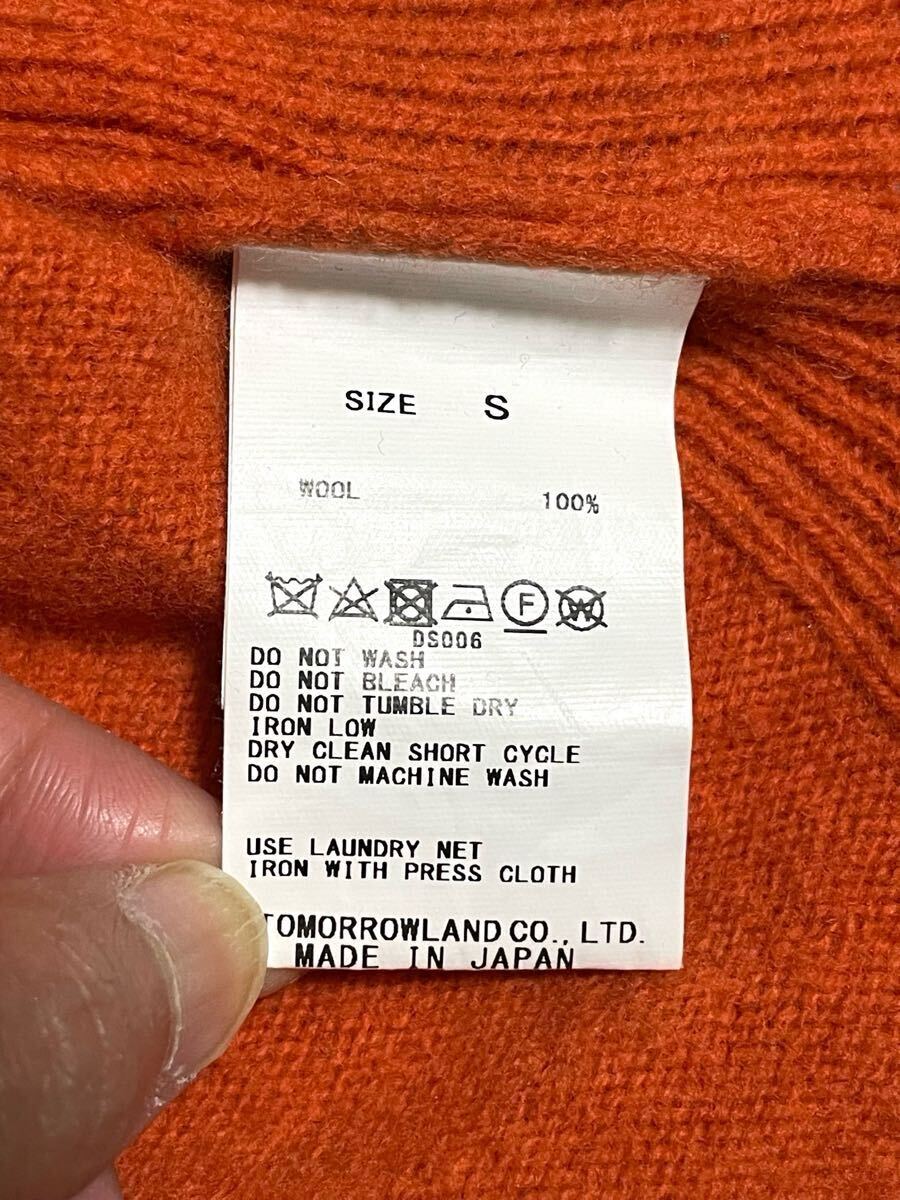 SIZE S
WOOL 100%
F W
DS006
DO NOT WASH
DO NOT BLEACH
DO NOT TUMBLE DRY
IRON LOW
DRY CLEAN SHORT CYCLE
DO NOT MACHINE WASH
USE LAUNDRY NET
IRON WITH PRESS CLOTH
TOMORROWLAND CO., LTD.
MADE IN JAPAN